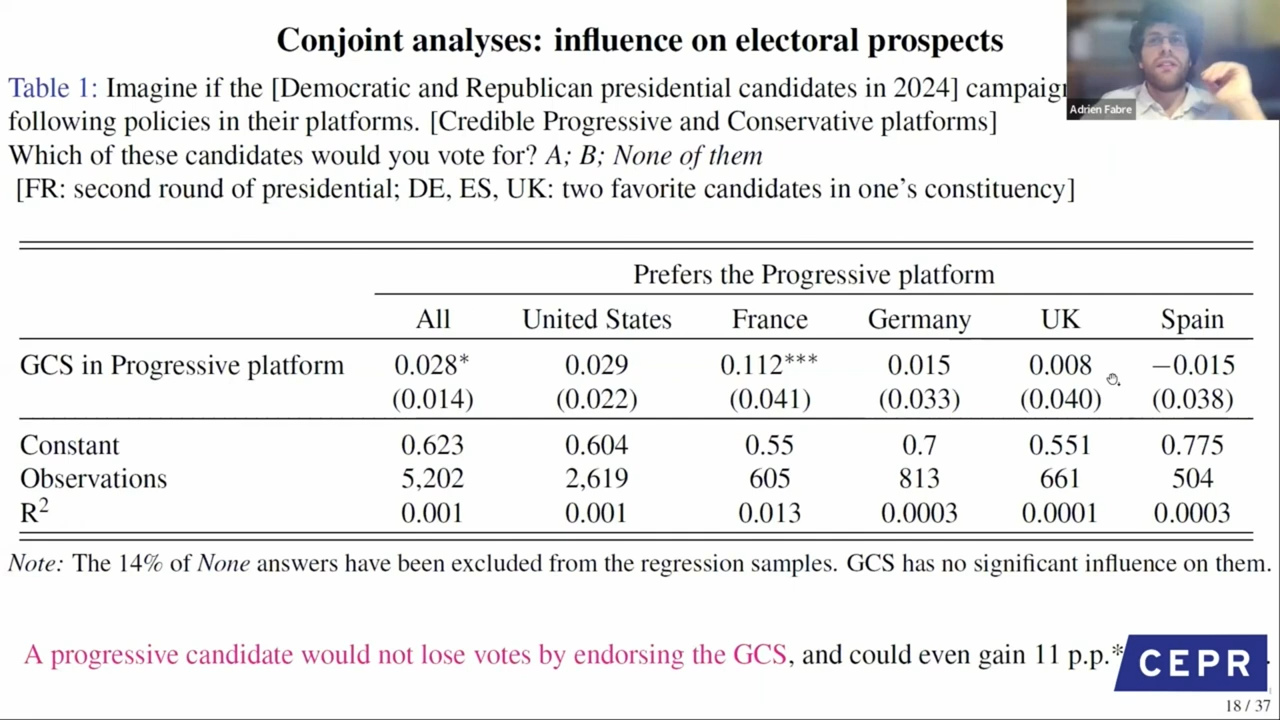 Conjoint analyses: influence on electoral prospects
Adrien Fabre
Table 1: Imagine if the [Democratic and Republican presidential candidates in 2024]
following policies in their platforms. [Credible Progressive and Conservative platforms]
Which of these candidates would you vote for? A; B; None of them
[FR: second round of presidential; DE, ES, UK: two favorite candidates in one's constituency]
Prefers the Progressive platform
All United States France Germany UK Spain
GCS in Progressive platform 0.028* 0.029 0.112*** 0.015 0.008 −0.015
(0.014) (0.022) (0.041) (0.033) (0.040) (0.038)
Constant 0.623 0.604 0.55 0.7 0.551 0.775
Observations 5,202 2,619 605 813 661 504
R² 0.001 0.001 0.013 0.0003 0.0001 0.0003
Note: The 14% of None answers have been excluded from the regression samples. GCS has no significant influence on them.
A progressive candidate would not lose votes by endorsing the GCS, and could even gain 11 p.p.*
CEPR
18 / 37